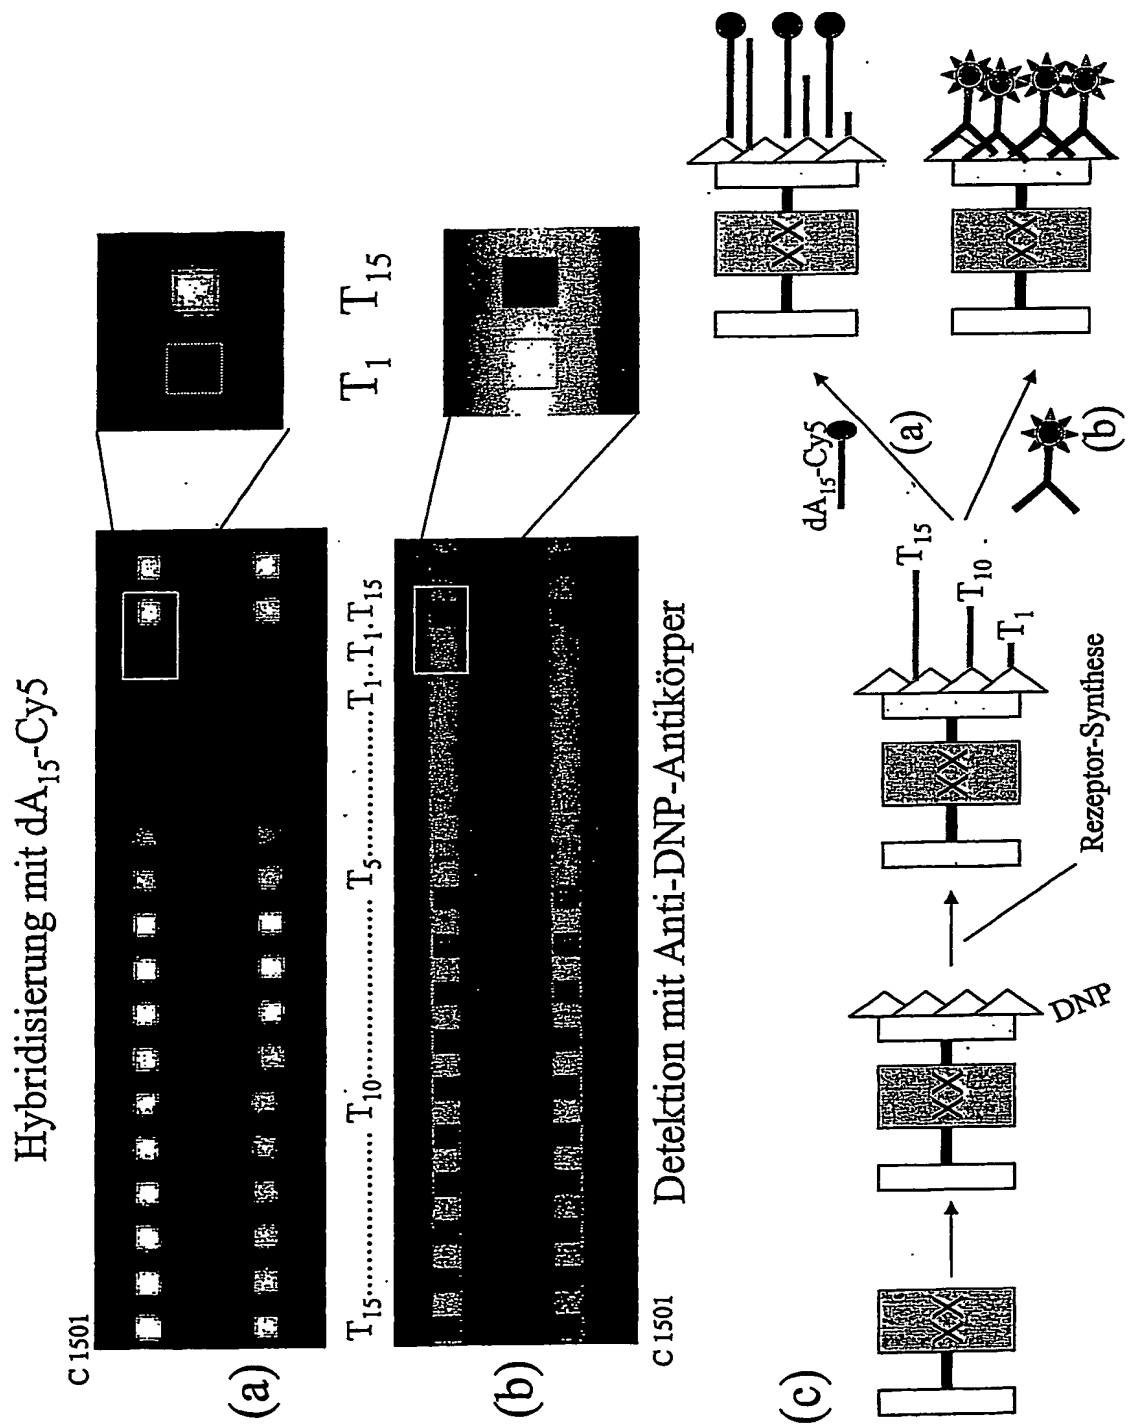 Hybridisierung mit dA15-Cy5
C 1501
(a)
T1 T15
T15..............T10..............T5..............T1..T1.T15
(b)
C 1501
Detektion mit Anti-DNP-Antikörper
(c)
DNP
Rezeptor-Synthese
T15
T10
T1
dA15-Cy5
(a)
(b)